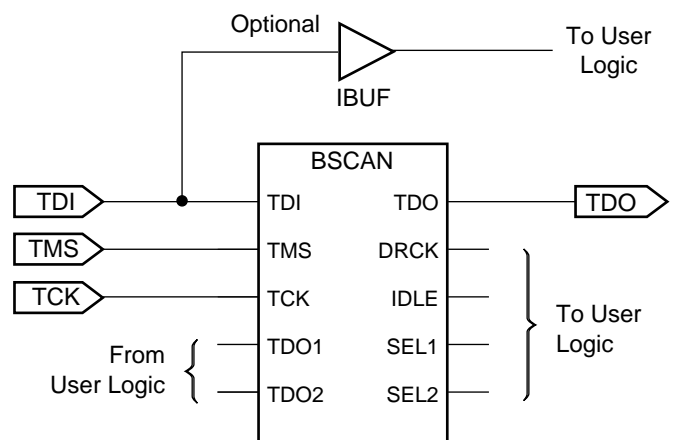 Optional
To User
Logic
IBUF
BSCAN
TDI
TDI
TDO
TDO
TMS
TMS
DRCK
TCK
TCK
IDLE
From
User Logic
TDO1
SEL1
TDO2
SEL2
To User
Logic